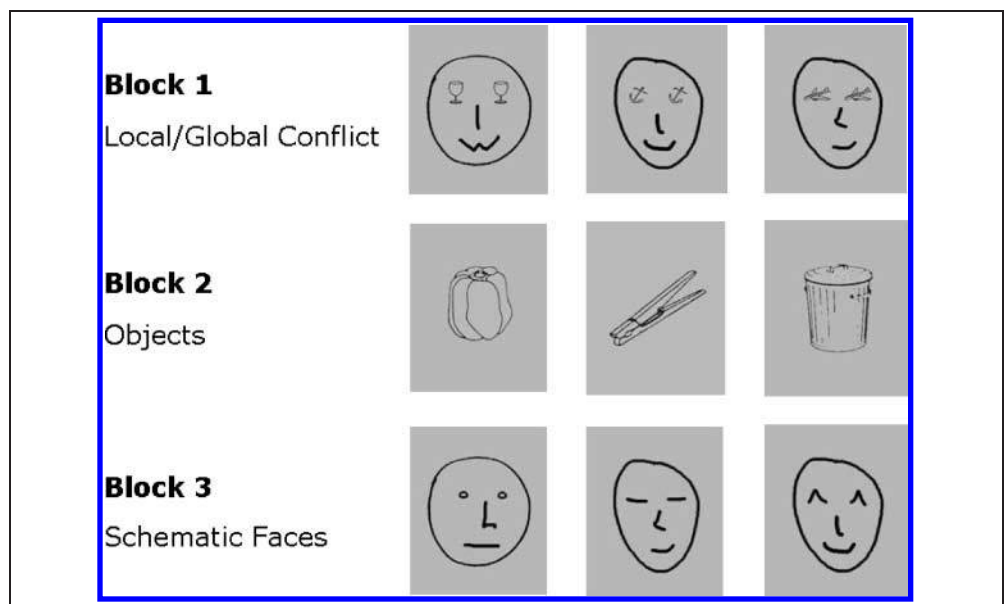 Block 1
Local/Global Conflict
Block 2
Objects
Block 3
Schematic Faces